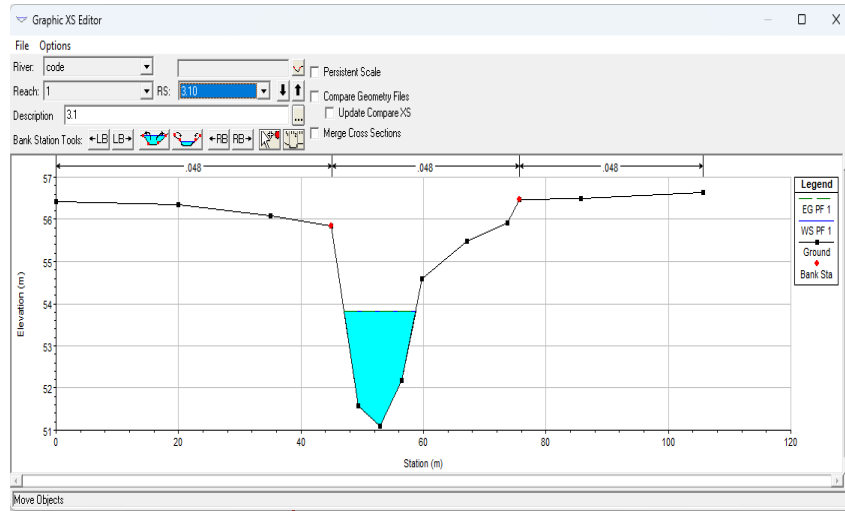 Graphic XS Editor
File Options
River: code
Persistent Scale
Reach: 1 RS: 3.10
Compare Geometry Files
Description 3.1 ...
Update Compare XS
Bank Station Tools: LB LB RB RB
Merge Cross Sections
.048 .048 .048
57
56
55
54
53
52
51
Elevation (m)
0 20 40 60 80 100 120
Station (m)
Legend
EG PF 1
WS PF 1
Ground
Bank Sta
Move Objects